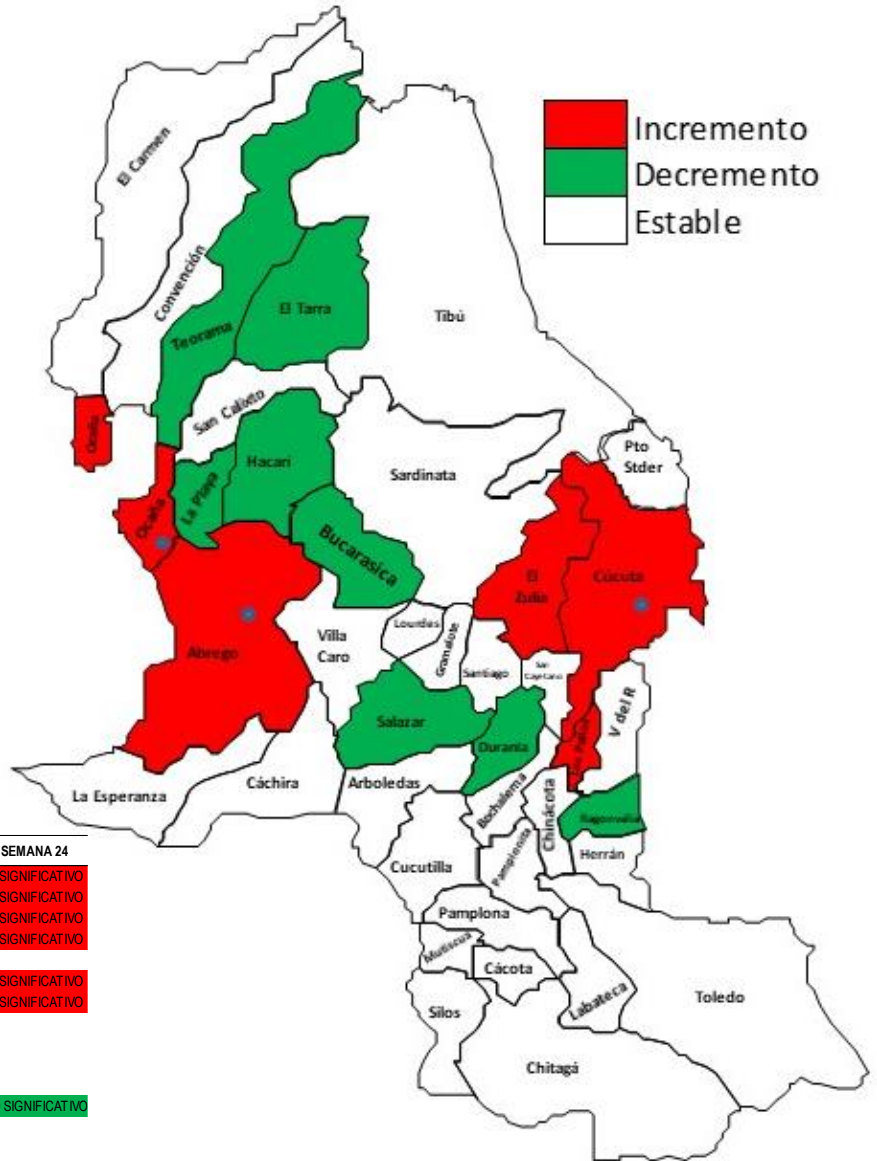 Incremento
Decremento
Estable
El Carmen
Convención
Teorama
El Tarra
Tibú
San Calixto
Ocaña
Hacarí
La Playa
Sardinata
Pto
Stder
Ocaña
Bucarasica
El
Zulia
Cúcuta
Abrego
Villa
Caro
Lourdes
Gramalote
Santiago
San
Cayetano
V del R
Salazar
Durania
La Esperanza
Cáchira
Arboledas
Bochalema
Chinácota
Ragonvalia
Herrán
Cucutilla
Pamplonita
Pamplona
Mutiscua
Cácota
Labateca
Toledo
Silos
Chitagá
SEMANA 24
SIGNIFICATIVO
SIGNIFICATIVO
SIGNIFICATIVO
SIGNIFICATIVO
SIGNIFICATIVO
SIGNIFICATIVO
SIGNIFICATIVO